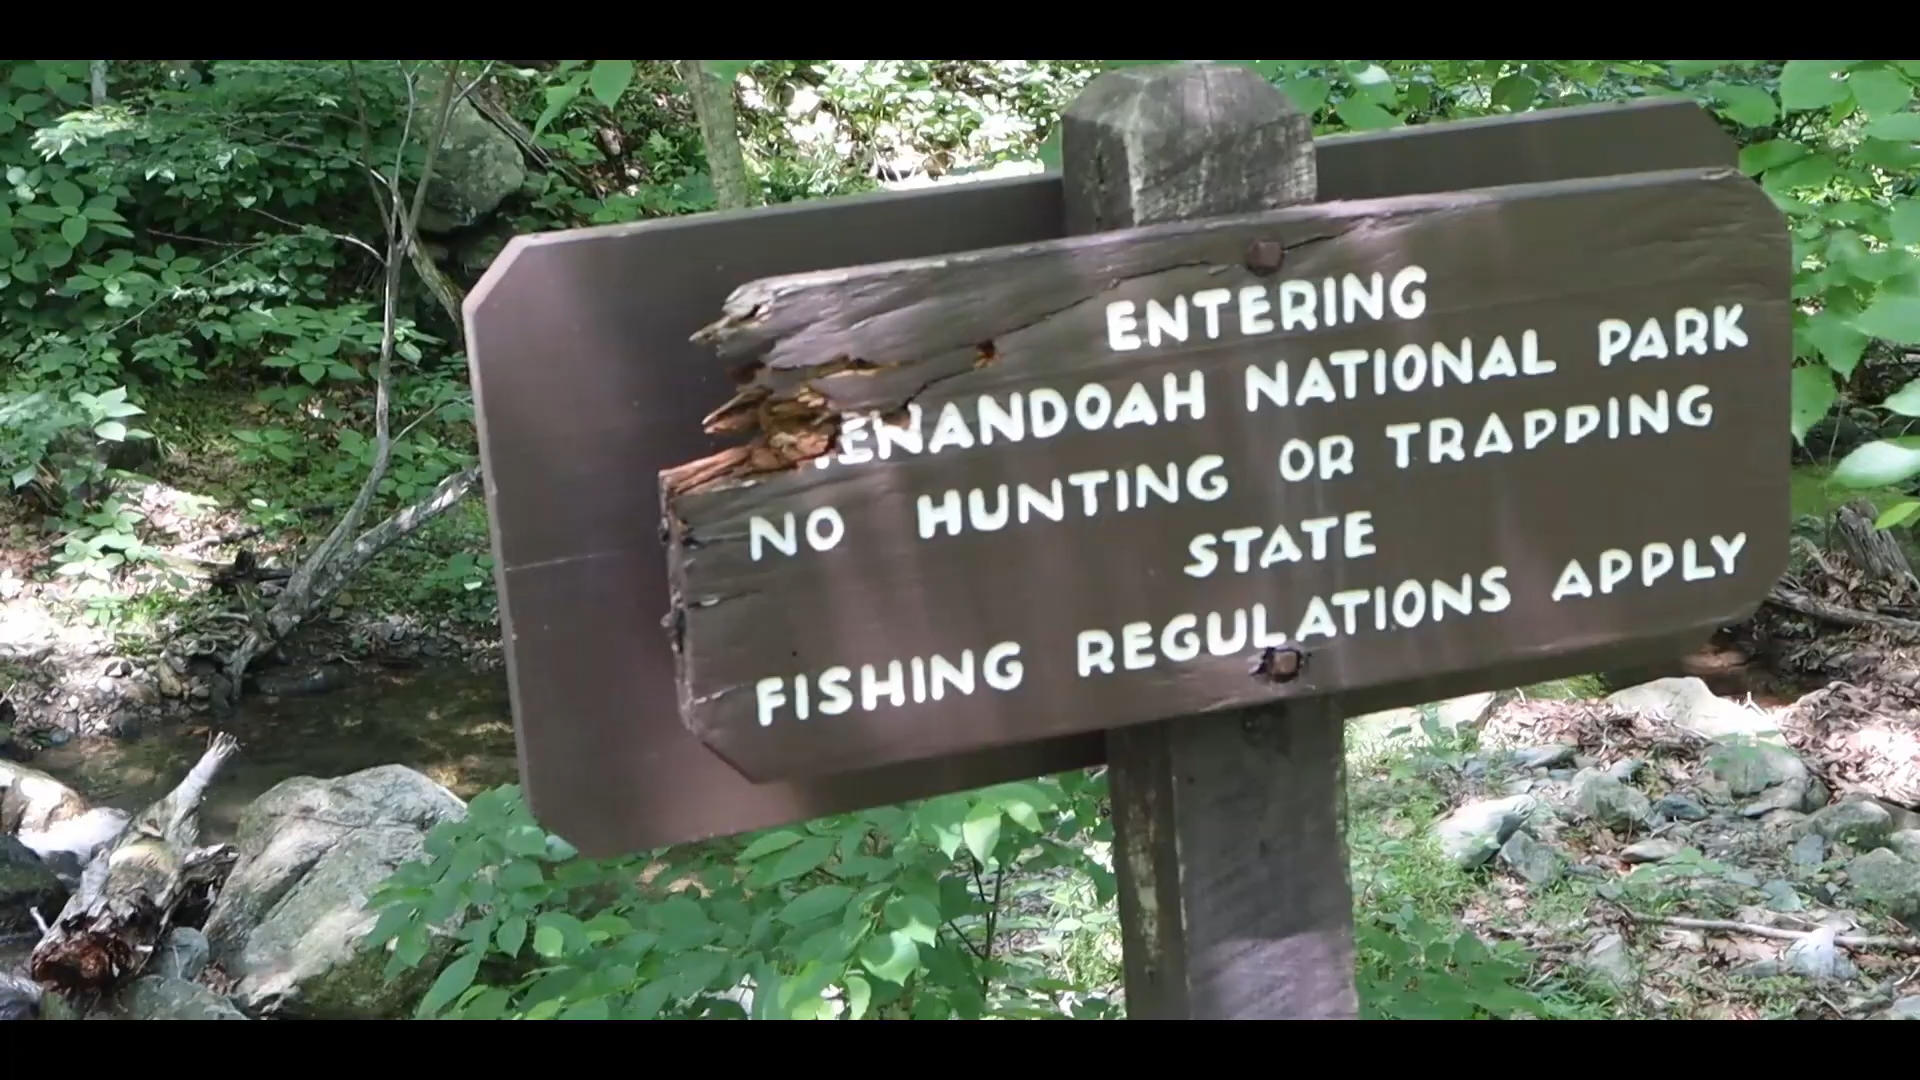 ENTERING
ENANDOAH NATIONAL PARK
NO HUNTING OR TRAPPING
STATE
FISHING REGULATIONS APPLY